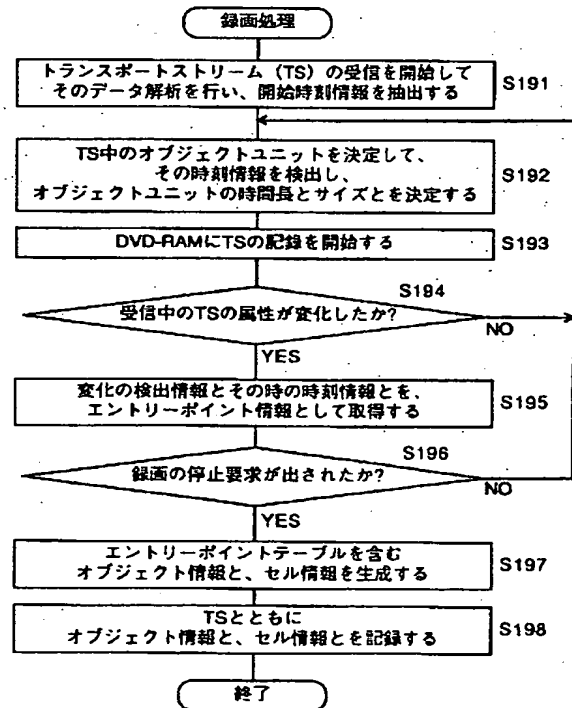 録画処理
トランスポートストリーム（TS）の受信を開始して
そのデータ解析を行い、開始時刻情報を抽出する
S191
TS中のオブジェクトユニットを決定して、
その時刻情報を検出し、
オブジェクトユニットの時間長とサイズとを決定する
S192
DVD-RAMにTSの記録を開始する
S193
S194
受信中のTSの属性が変化したか?
NO
YES
変化の検出情報とその時の時刻情報とを、
エントリーポイント情報として取得する
S195
S196
録画の停止要求が出されたか?
NO
YES
エントリーポイントテーブルを含む
オブジェクト情報と、セル情報を生成する
S197
TSとともに
オブジェクト情報と、セル情報とを記録する
S198
終了